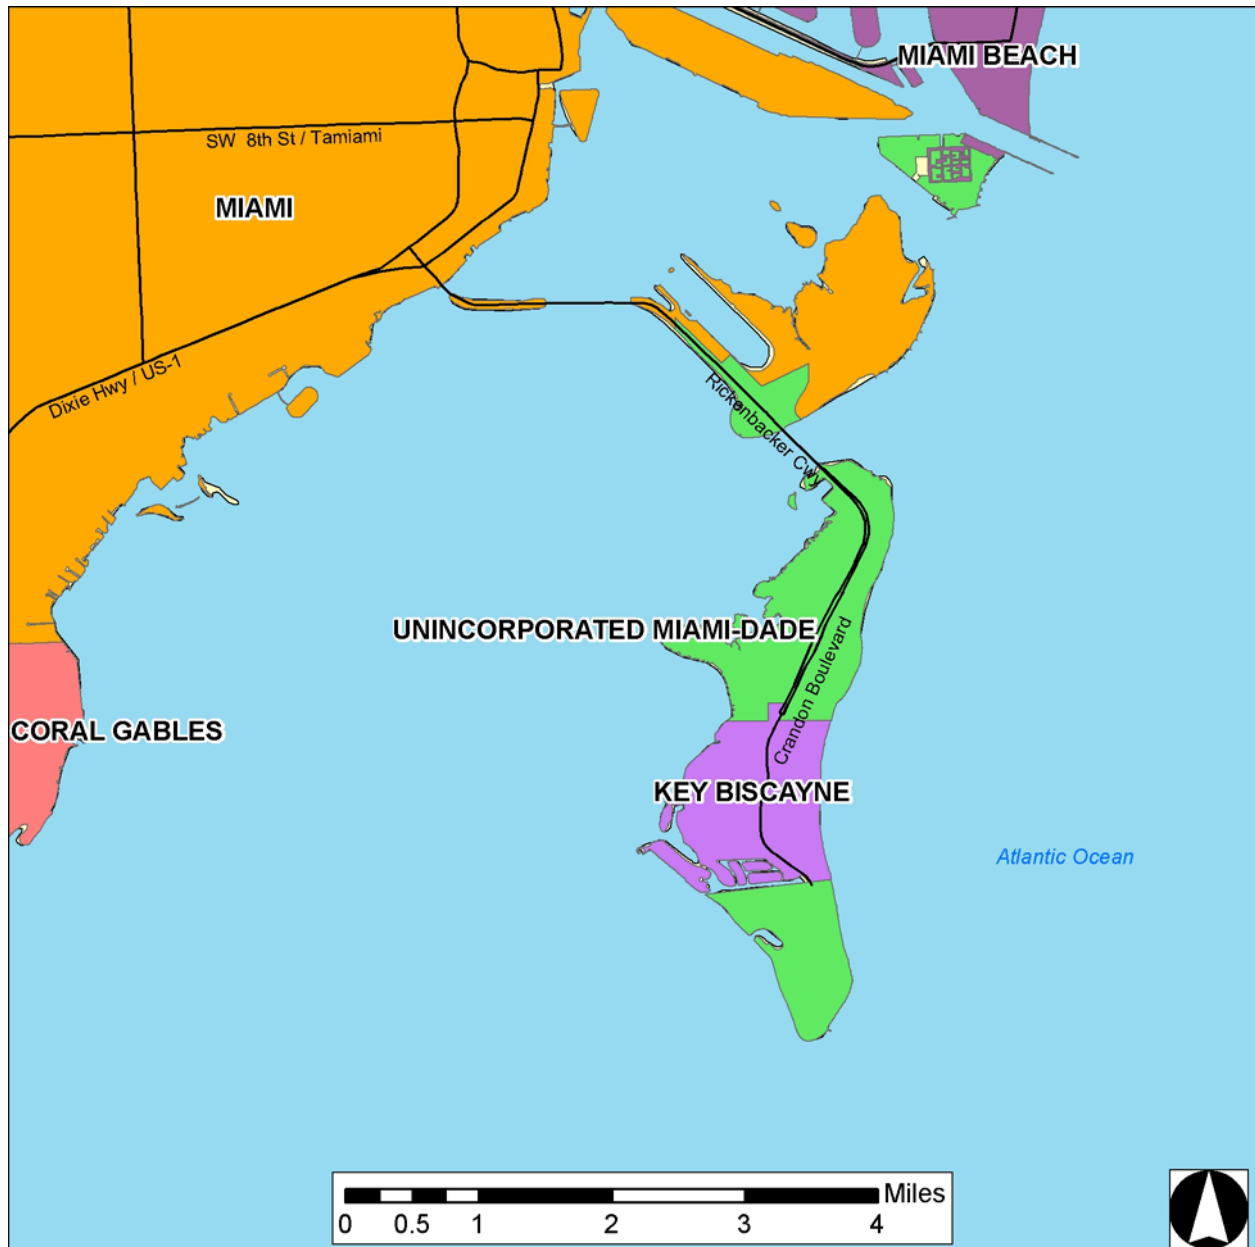 MIAMI BEACH
SW 8th St / Tamiami
MIAMI
Dixie Hwy / US-1
Rickenbacker Cwy
UNINCORPORATED MIAMI-DADE
Crandon Boulevard
CORAL GABLES
KEY BISCAYNE
Atlantic Ocean
Miles
0 0.5 1 2 3 4